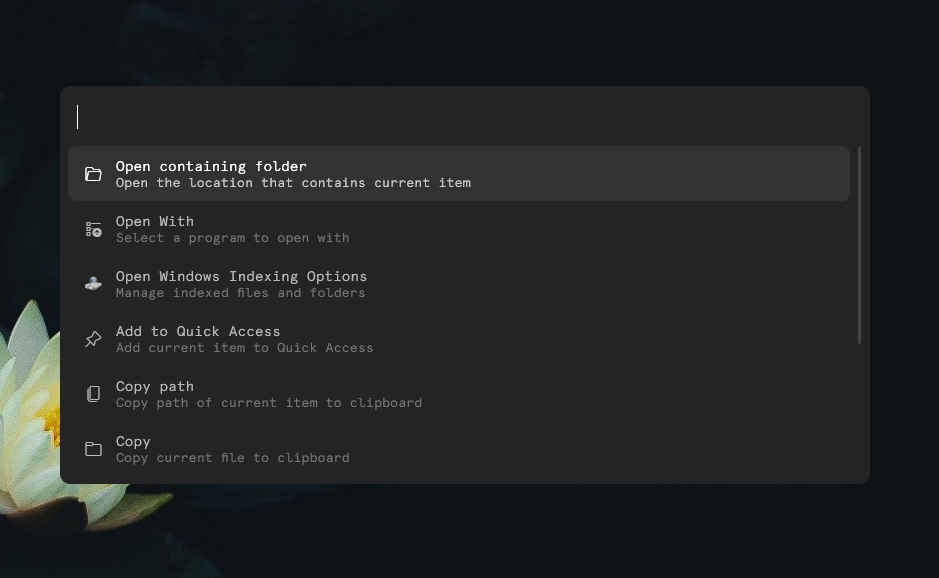 Open containing folder
Open the location that contains current item
Open With
Select a program to open with
Open Windows Indexing Options
Manage indexed files and folders
Add to Quick Access
Add current item to Quick Access
Copy path
Copy path of current item to clipboard
Copy
Copy current file to clipboard